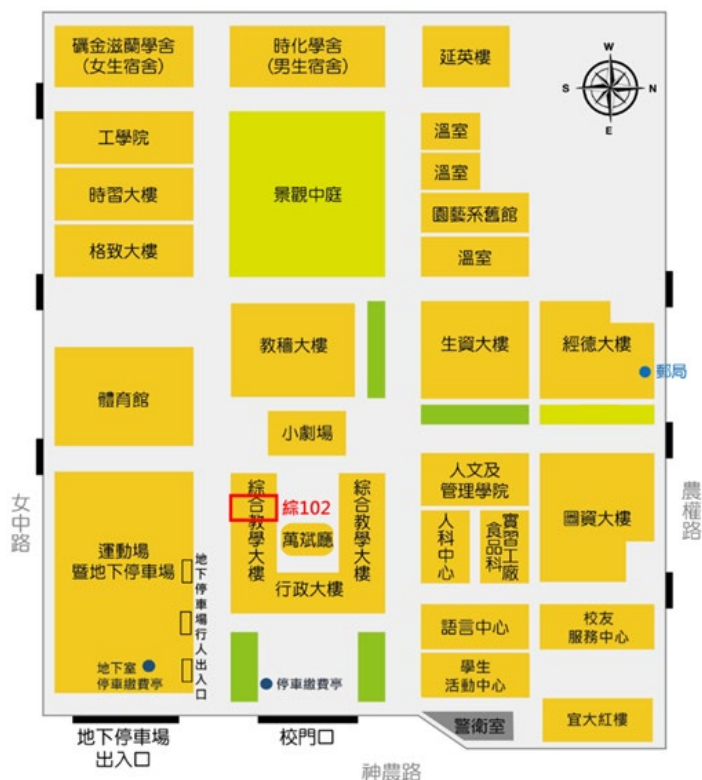 礪金滋蘭學舍
(女生宿舍)
時化學舍
(男生宿舍)
延英樓
W
S
N
E
工學院
時習大樓
格致大樓
景觀中庭
溫室
溫室
園藝系舊館
溫室
教穡大樓
生資大樓
經德大樓
郵局
體育館
小劇場
綜合教學大樓
綜102
萬斌廳
綜合教學大樓
行政大樓
人文及
管理學院
人科中心
食品科
實習工廠
圖資大樓
女中路
農權路
運動場
暨地下停車場
地下停車場行人出入口
地下室
停車繳費亭
停車繳費亭
語言中心
校友
服務中心
學生
活動中心
警衛室
宜大紅樓
地下停車場
出入口
校門口
神農路